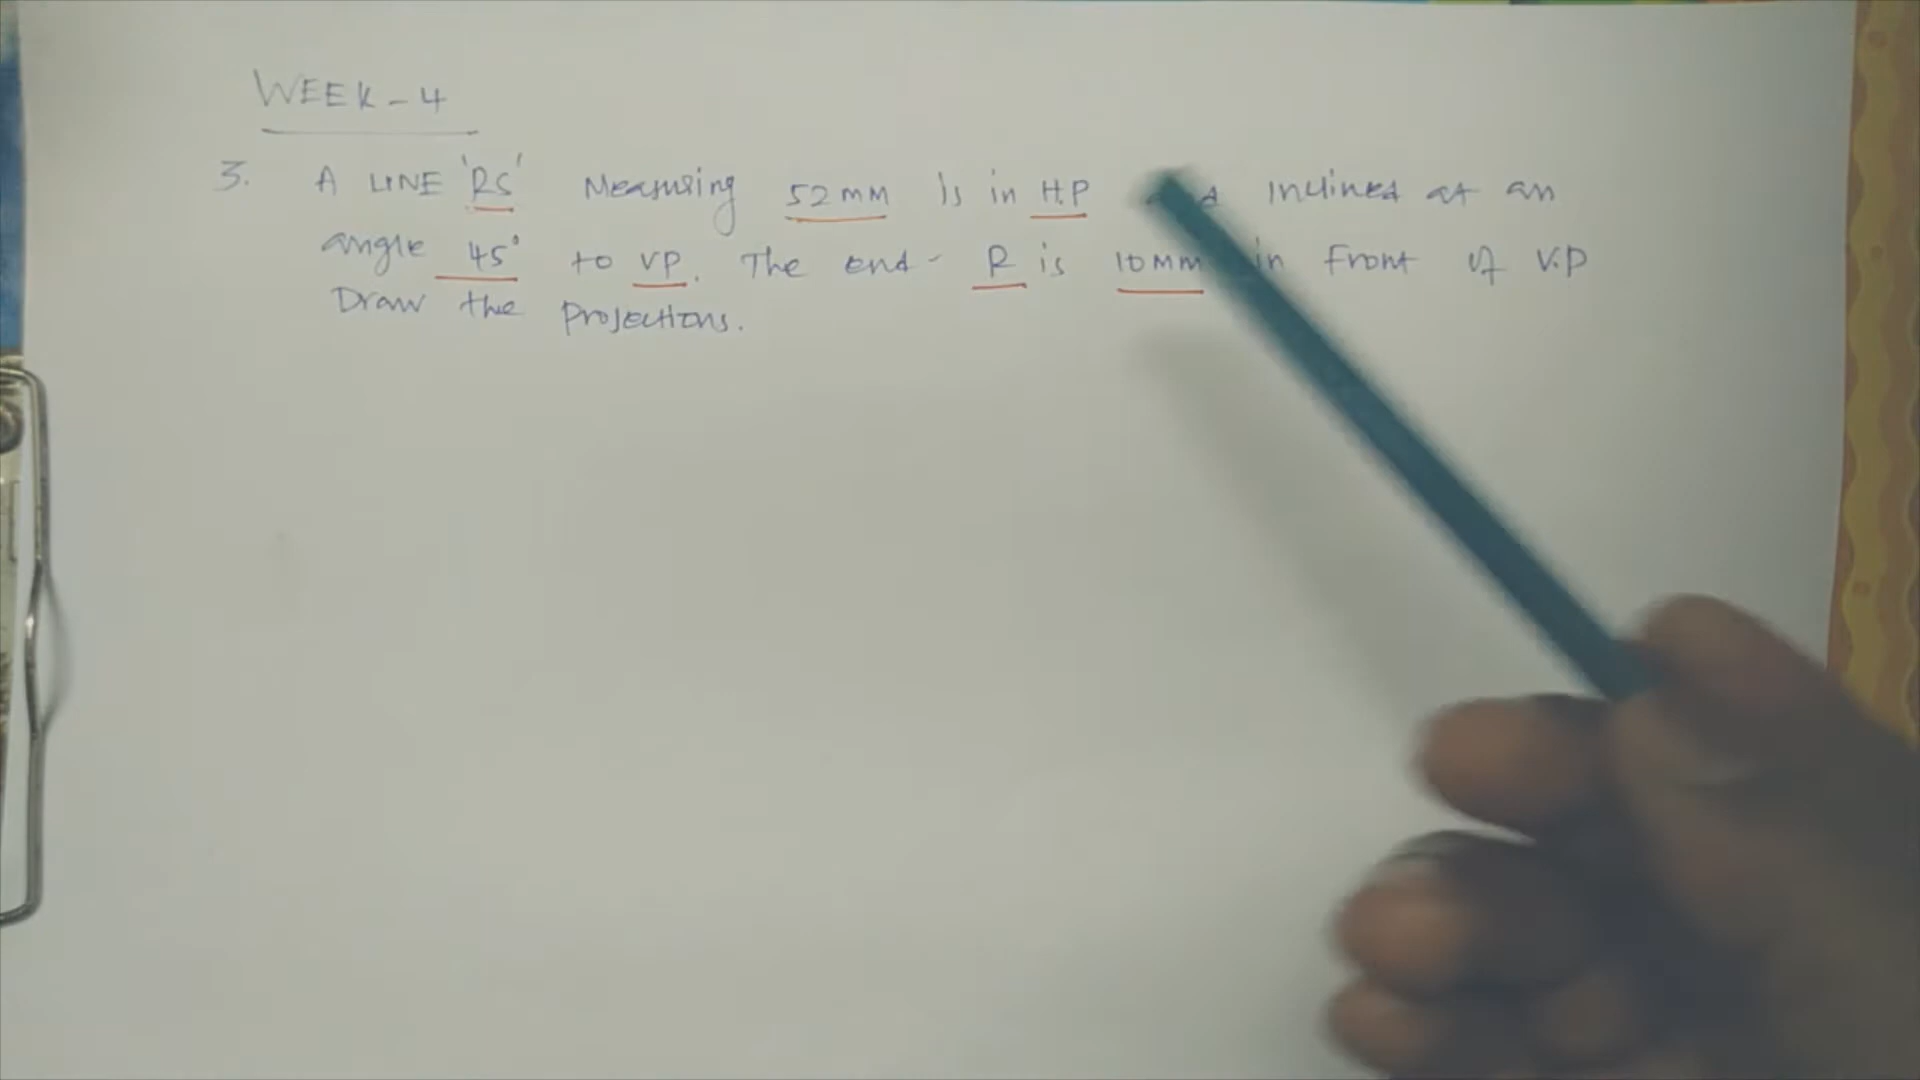 WEEK-4
3. A LINE 'RS' Measuring 52mm Is in H.P Inclined at an
angle 45° to VP. The end- R is 10mm in Front of V.P
Draw the Projections.